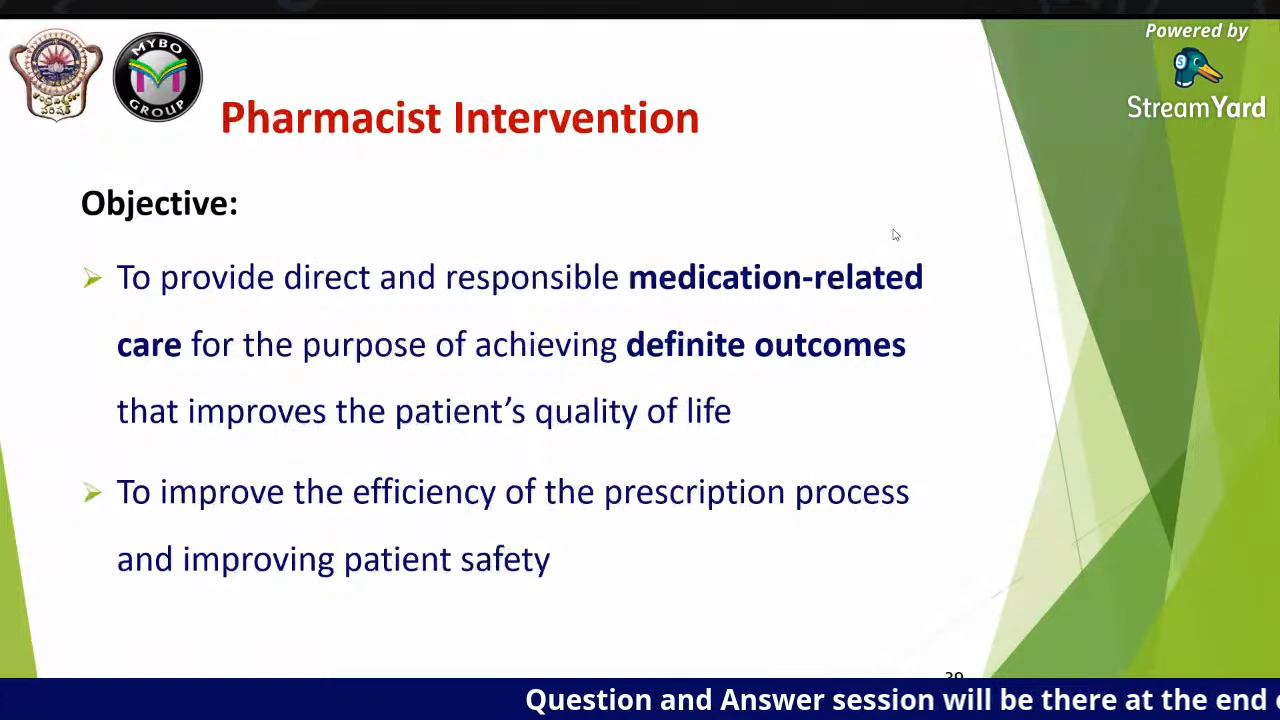 Powered by
StreamYard
MYBO
GROUP
Pharmacist Intervention
Objective:
To provide direct and responsible medication-related
care for the purpose of achieving definite outcomes
that improves the patient’s quality of life
To improve the efficiency of the prescription process
and improving patient safety
Question and Answer session will be there at the end